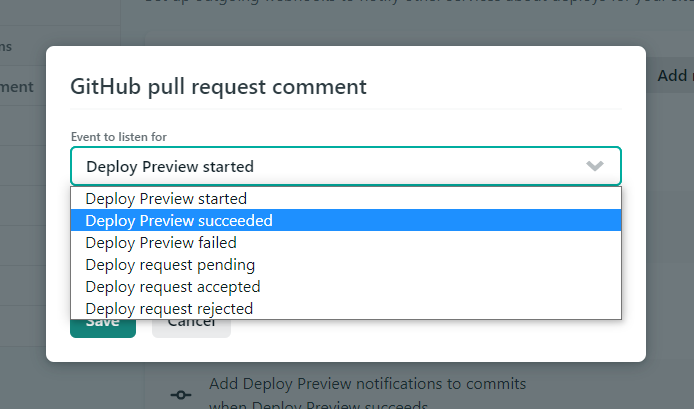 Set up outgoing webhooks to notify other services about deploys for your site
ns
Add
ment
GitHub pull request comment
Event to listen for
Deploy Preview started
Deploy Preview started
Deploy Preview succeeded
Deploy Preview failed
Deploy request pending
Deploy request accepted
Deploy request rejected
Save
Cancel
Add Deploy Preview notifications to commits
when Deploy Preview succeeds